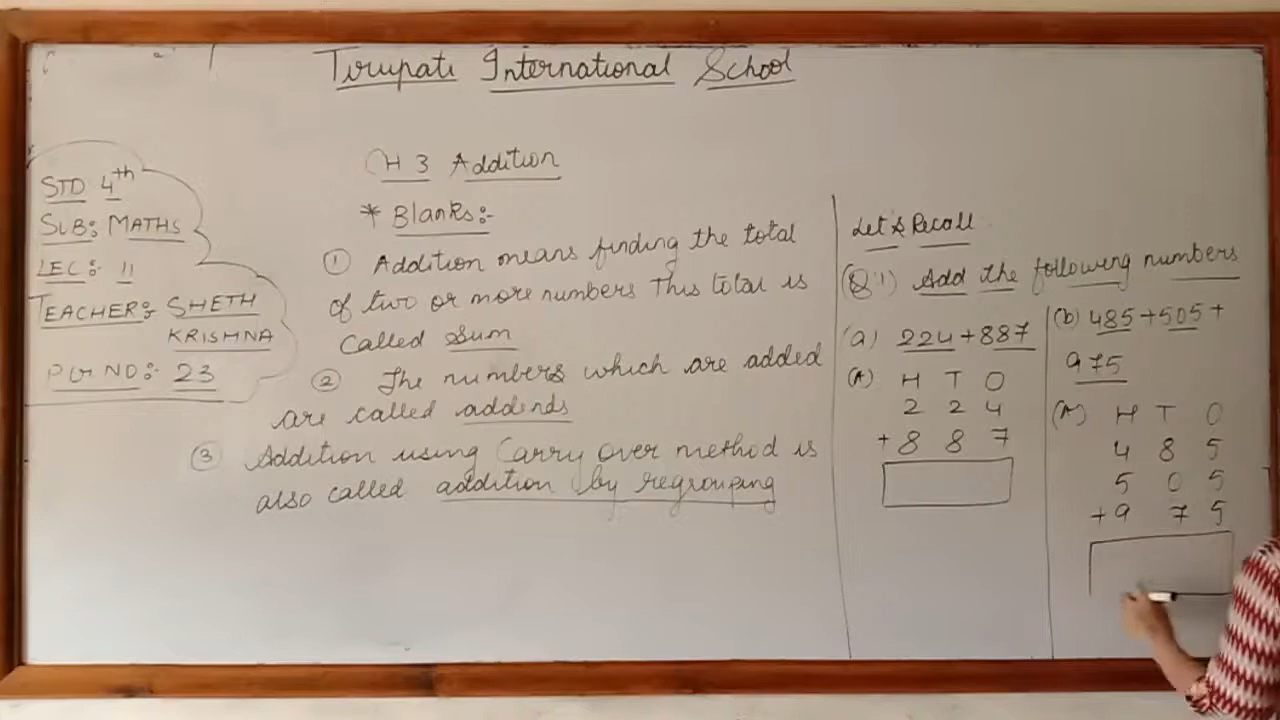 Tirupati International School
STD 4th
SUB:- MATHS
LEC:- 11
TEACHER:- SHETH
KRISHNA
PG NO:- 23
CH 3 Addition
* Blanks:-
① Addition means finding the total
of two or more numbers This total is
called Sum
② The numbers which are added
are called addends
③ Addition using Carry over method is
also called addition by regrouping
Let's Recall
(Q.1) Add the following numbers
(a) 224 + 887
(A) H T O
2 2 4
+ 8 8 7
(b) 485 + 505 +
975
(A) H T O
4 8 5
5 0 5
+ 9 7 5